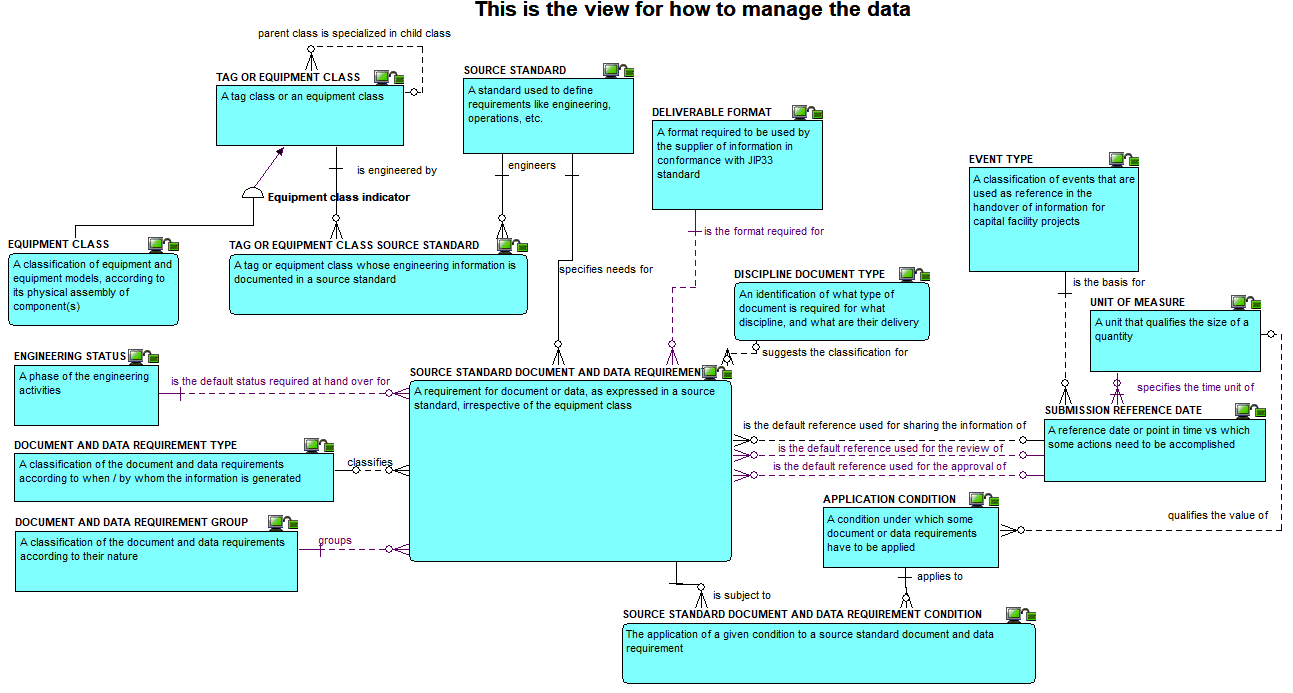 This is the view for how to manage the data
parent class is specialized in child class
TAG OR EQUIPMENT CLASS
A tag class or an equipment class
SOURCE STANDARD
A standard used to define
requirements like engineering,
operations, etc.
DELIVERABLE FORMAT
A format required to be used by
the supplier of information in
conformance with JIP33
standard
EVENT TYPE
A classification of events that are
used as reference in the
handover of information for
capital facility projects
is engineered by
engineers
Equipment class indicator
is the format required for
EQUIPMENT CLASS
A classification of equipment and
equipment models, according to
its physical assembly of
component(s)
TAG OR EQUIPMENT CLASS SOURCE STANDARD
A tag or equipment class whose engineering information is
documented in a source standard
specifies needs for
DISCIPLINE DOCUMENT TYPE
An identification of what type of
document is required for what
discipline, and what are their delivery
is the basis for
UNIT OF MEASURE
A unit that qualifies the size of a
quantity
suggests the classification for
ENGINEERING STATUS
A phase of the engineering
activities
is the default status required at hand over for
SOURCE STANDARD DOCUMENT AND DATA REQUIREMEN
A requirement for document or data, as expressed in a source
standard, irrespective of the equipment class
specifies the time unit of
SUBMISSION REFERENCE DATE
A reference date or point in time vs which
some actions need to be accomplished
is the default reference used for sharing the information of
is the default reference used for the review of
is the default reference used for the approval of
DOCUMENT AND DATA REQUIREMENT TYPE
A classification of the document and data requirements
according to when / by whom the information is generated
classifies
APPLICATION CONDITION
A condition under which some
document or data requirements
have to be applied
qualifies the value of
DOCUMENT AND DATA REQUIREMENT GROUP
A classification of the document and data requirements
according to their nature
groups
applies to
is subject to
SOURCE STANDARD DOCUMENT AND DATA REQUIREMENT CONDITION
The application of a given condition to a source standard document and data
requirement